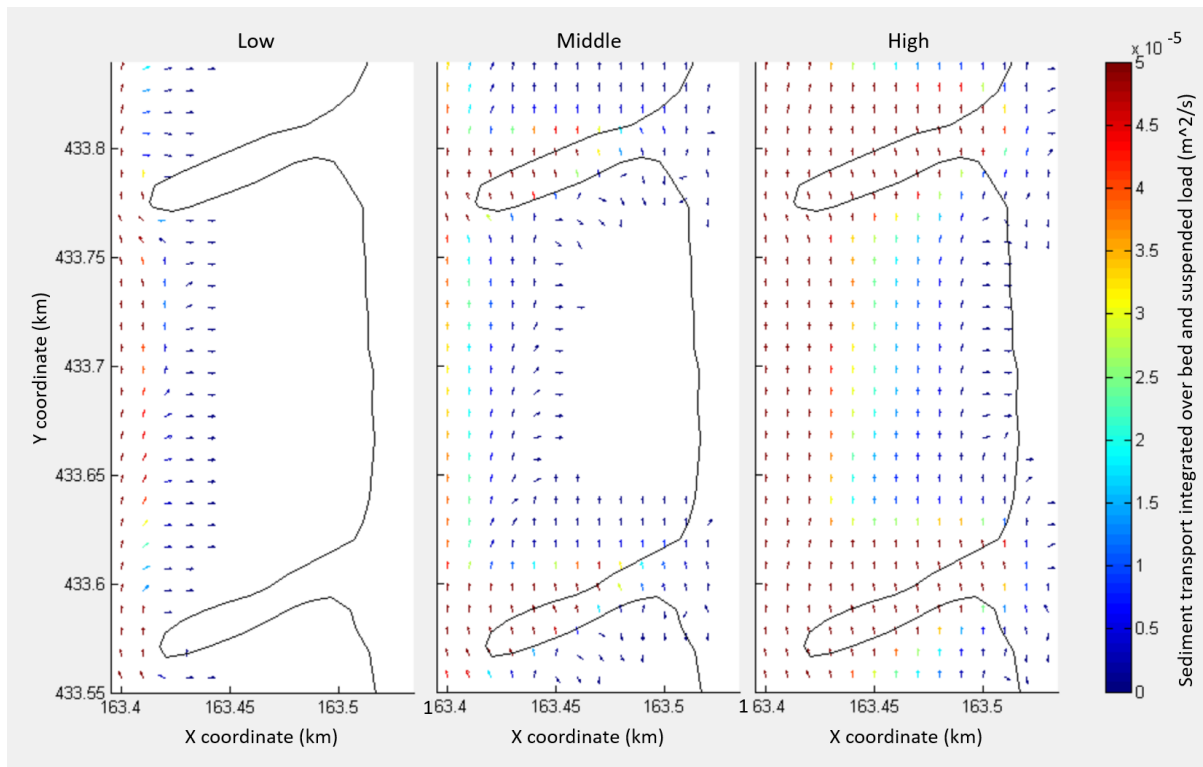 Low Middle High
x 10 -5
5
4.5
4
3.5
3
2.5
2
1.5
1
0.5
0
Sediment transport integrated over bed and suspended load (m^2/s)
Y coordinate (km)
433.8
433.75
433.7
433.65
433.6
433.55
163.4 163.45 163.5 163.4 163.45 163.5 163.4 163.45 163.5
X coordinate (km) X coordinate (km) X coordinate (km)